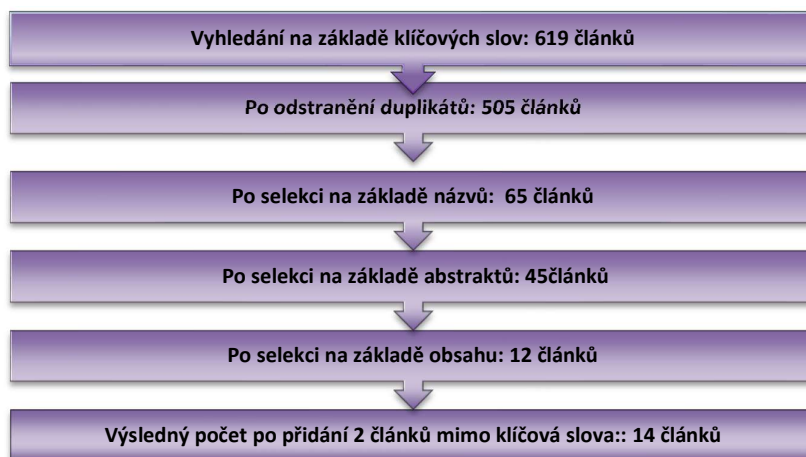 Vyhledání na základě klíčových slov: 619 článků
Po odstranění duplikátů: 505 článků
Po selekci na základě názvů:  65 článků
Po selekci na základě abstraktů: 45článků
Po selekci na základě obsahu: 12 článků
Výsledný počet po přidání 2 článků mimo klíčová slova:: 14 článků